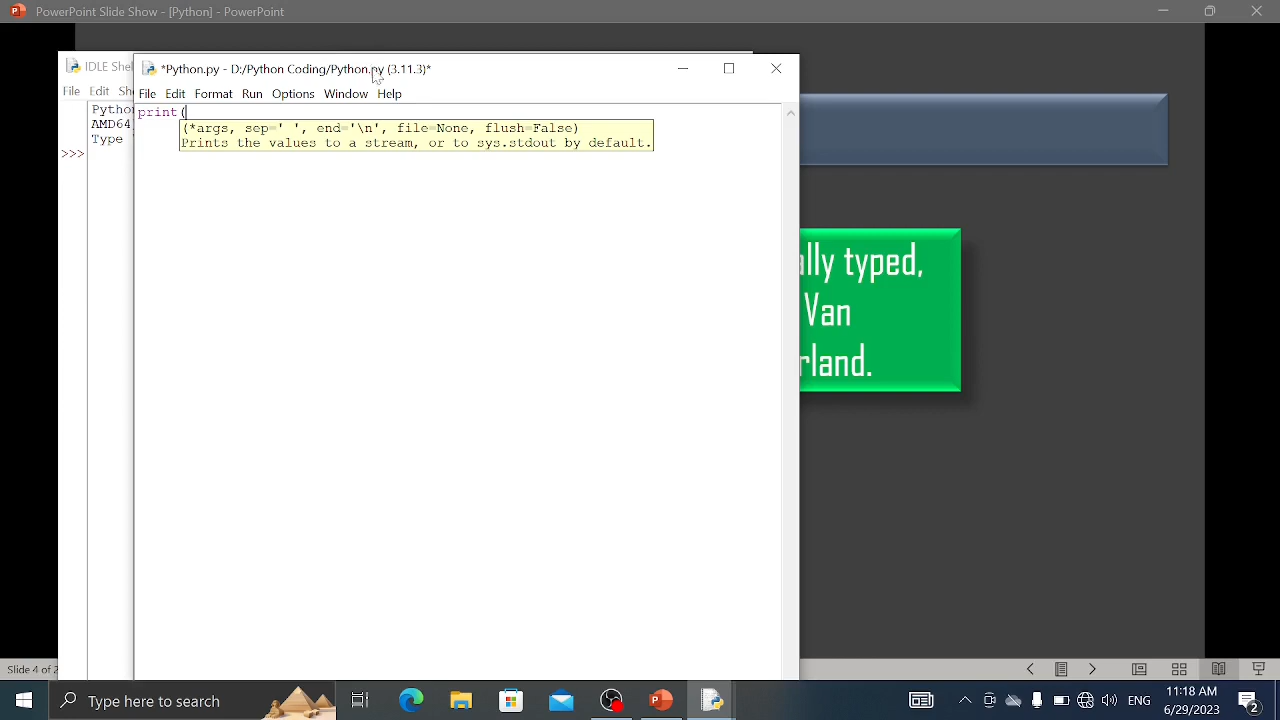 PowerPoint Slide Show - [Python] - PowerPoint
IDLE Shel
File Edit She
Python
AMD64
Type
>>>
*Python.py - D:/Python Coding/Python.py (3.11.3)*
File Edit Format Run Options Window Help
print(
(*args, sep=' ', end='\n', file=None, flush=False)
Prints the values to a stream, or to sys.stdout by default.
ally typed,
Van
rland.
Slide 4 of
Type here to search
ENG
11:18 AM
6/29/2023
2